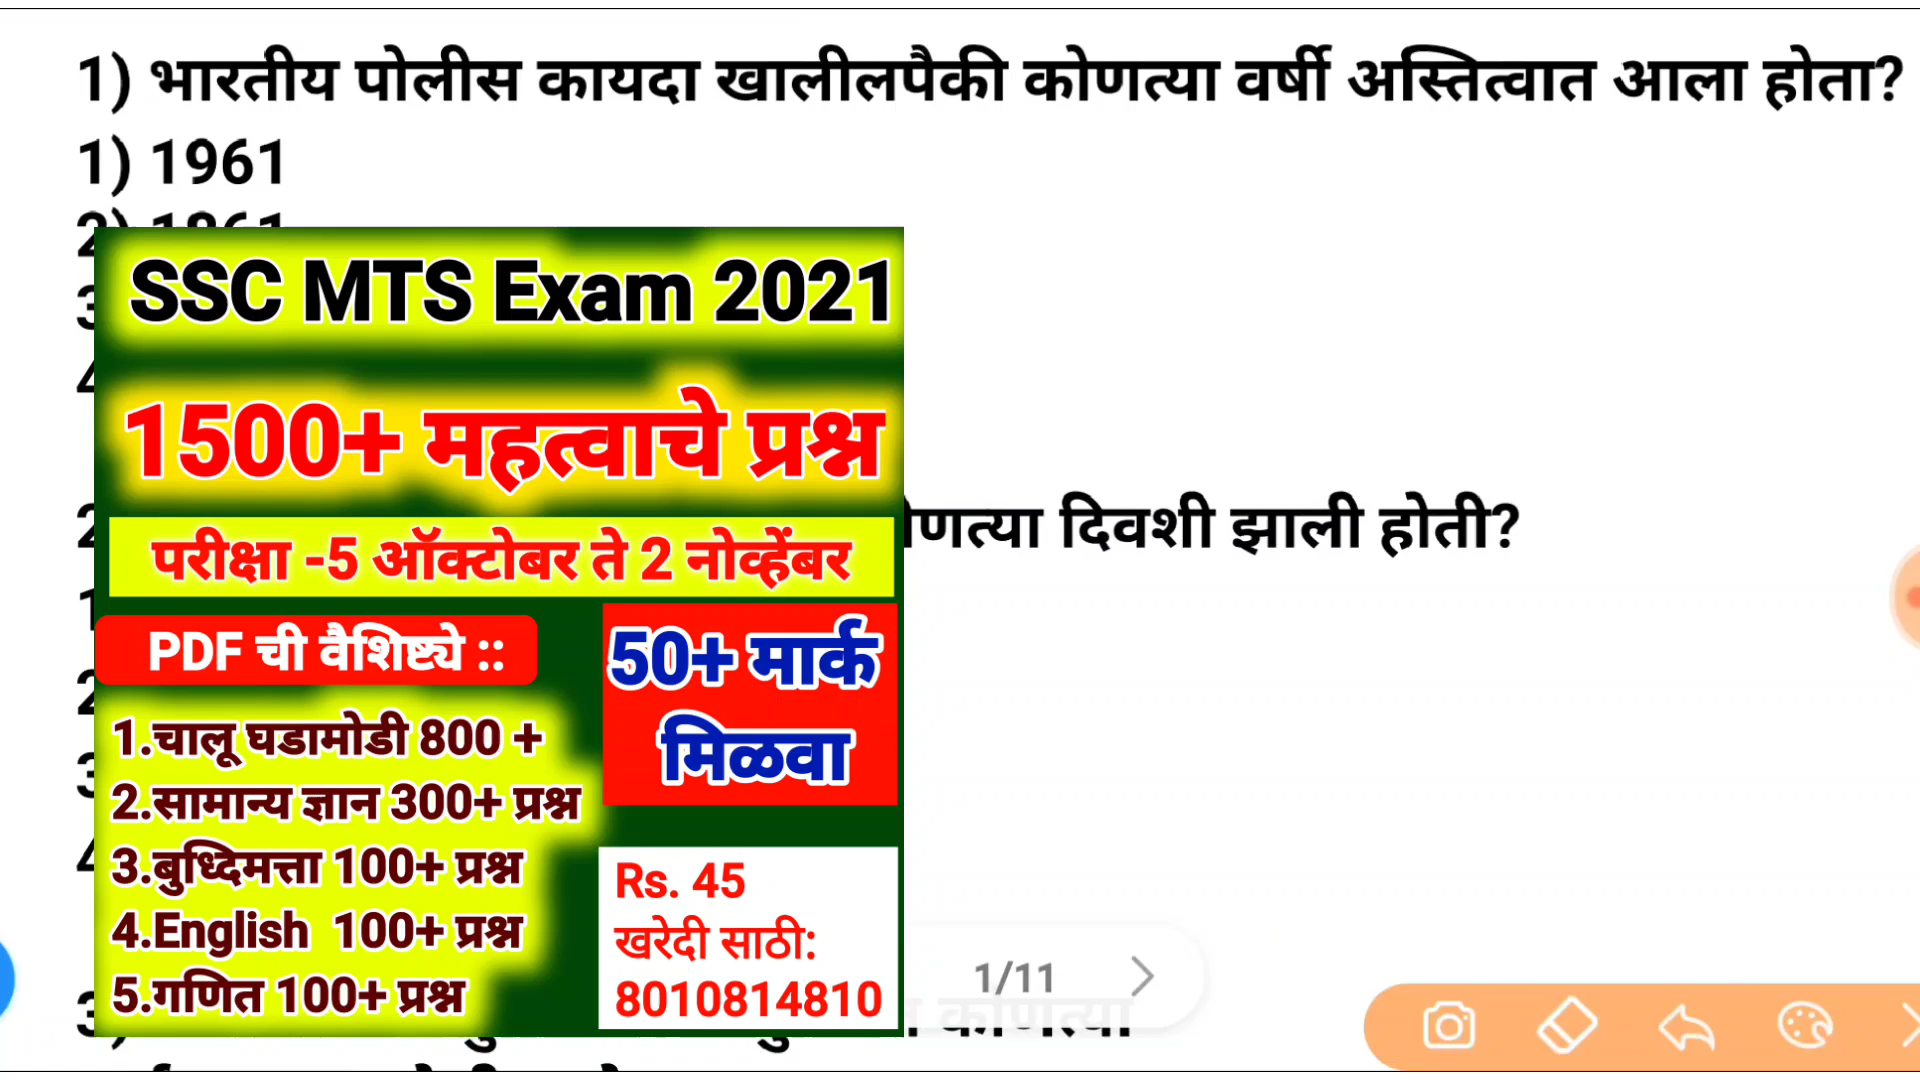 1) भारतीय पोलीस कायदा खालीलपैकी कोणत्या वर्षी अस्तित्वात आला होता?
1) 1961
2) 1861
SSC MTS Exam 2021
1500+ महत्वाचे प्रश्न
दिवशी झाली होती?
परीक्षा -5 ऑक्टोबर ते 2 नोव्हेंबर
PDF ची वैशिष्ट्ये ::
50+ मार्क
मिळवा
1.चालू घडामोडी 800 +
2.सामान्य ज्ञान 300+ प्रश्न
3.बुध्दिमत्ता 100+ प्रश्न
4.English 100+ प्रश्न
5.गणित 100+ प्रश्न
Rs. 45
खरेदी साठी:
8010814810
1/11
कोणत्या